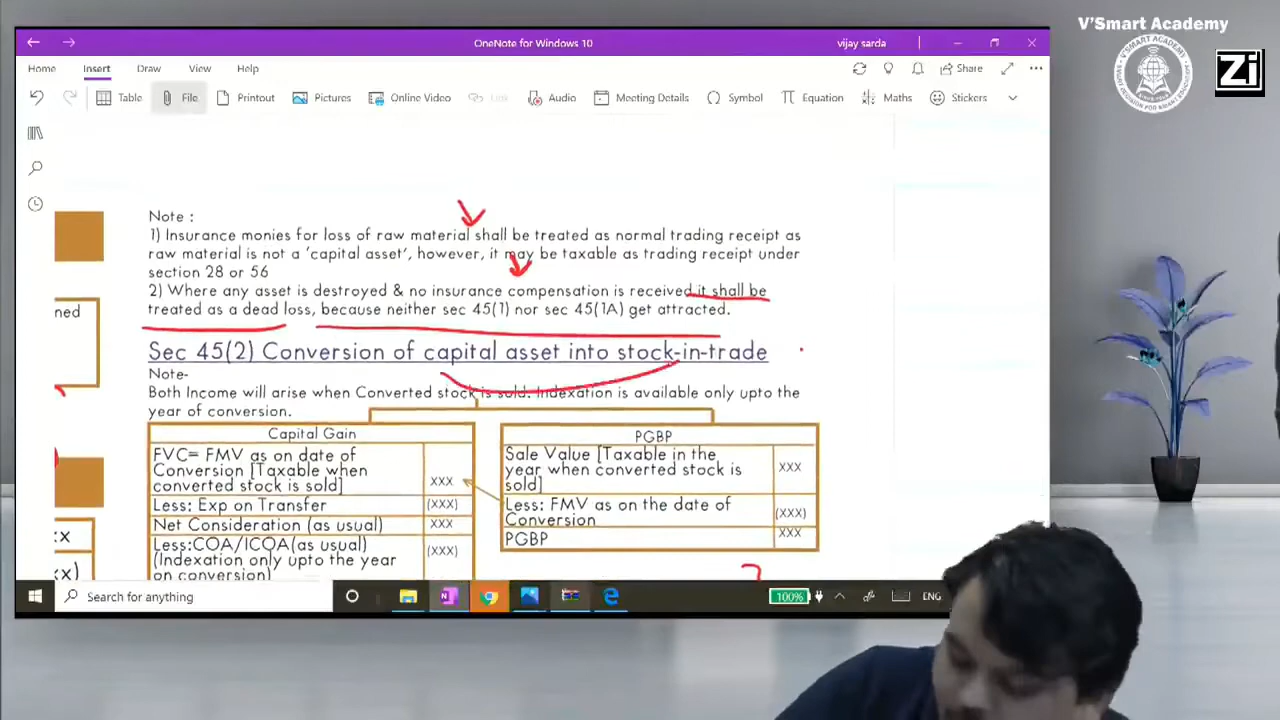 V'Smart Academy
OneNote for Windows 10
vijay sarda
Home Insert Draw View Help
Share
Table File Printout Pictures Online Video Link Audio Meeting Details Symbol Equation Maths Stickers
Note :
1) Insurance monies for loss of raw material shall be treated as normal trading receipt as
raw material is not a 'capital asset', however, it may be taxable as trading receipt under
section 28 or 56
2) Where any asset is destroyed & no insurance compensation is received it shall be
treated as a dead loss, because neither sec 45(1) nor sec 45(1A) get attracted.
ned
Sec 45(2) Conversion of capital asset into stock-in-trade
Note-
Both Income will arise when Converted stock is sold. Indexation is available only upto the
year of conversion.
Capital Gain
FVC= FMV as on date of
Conversion [Taxable when
converted stock is sold]
xxx
Less: Exp on Transfer
(xxx)
Net Consideration (as usual)
xxx
Less:COA/ICOA(as usual)
(Indexation only upto the year
on conversion)
(xxx)
PGBP
Sale Value [Taxable in the
year when converted stock is
sold]
xxx
Less: FMV as on the date of
Conversion
(xxx)
PGBP
xxx
:x
x)
Search for anything
100%
ENG
Zi